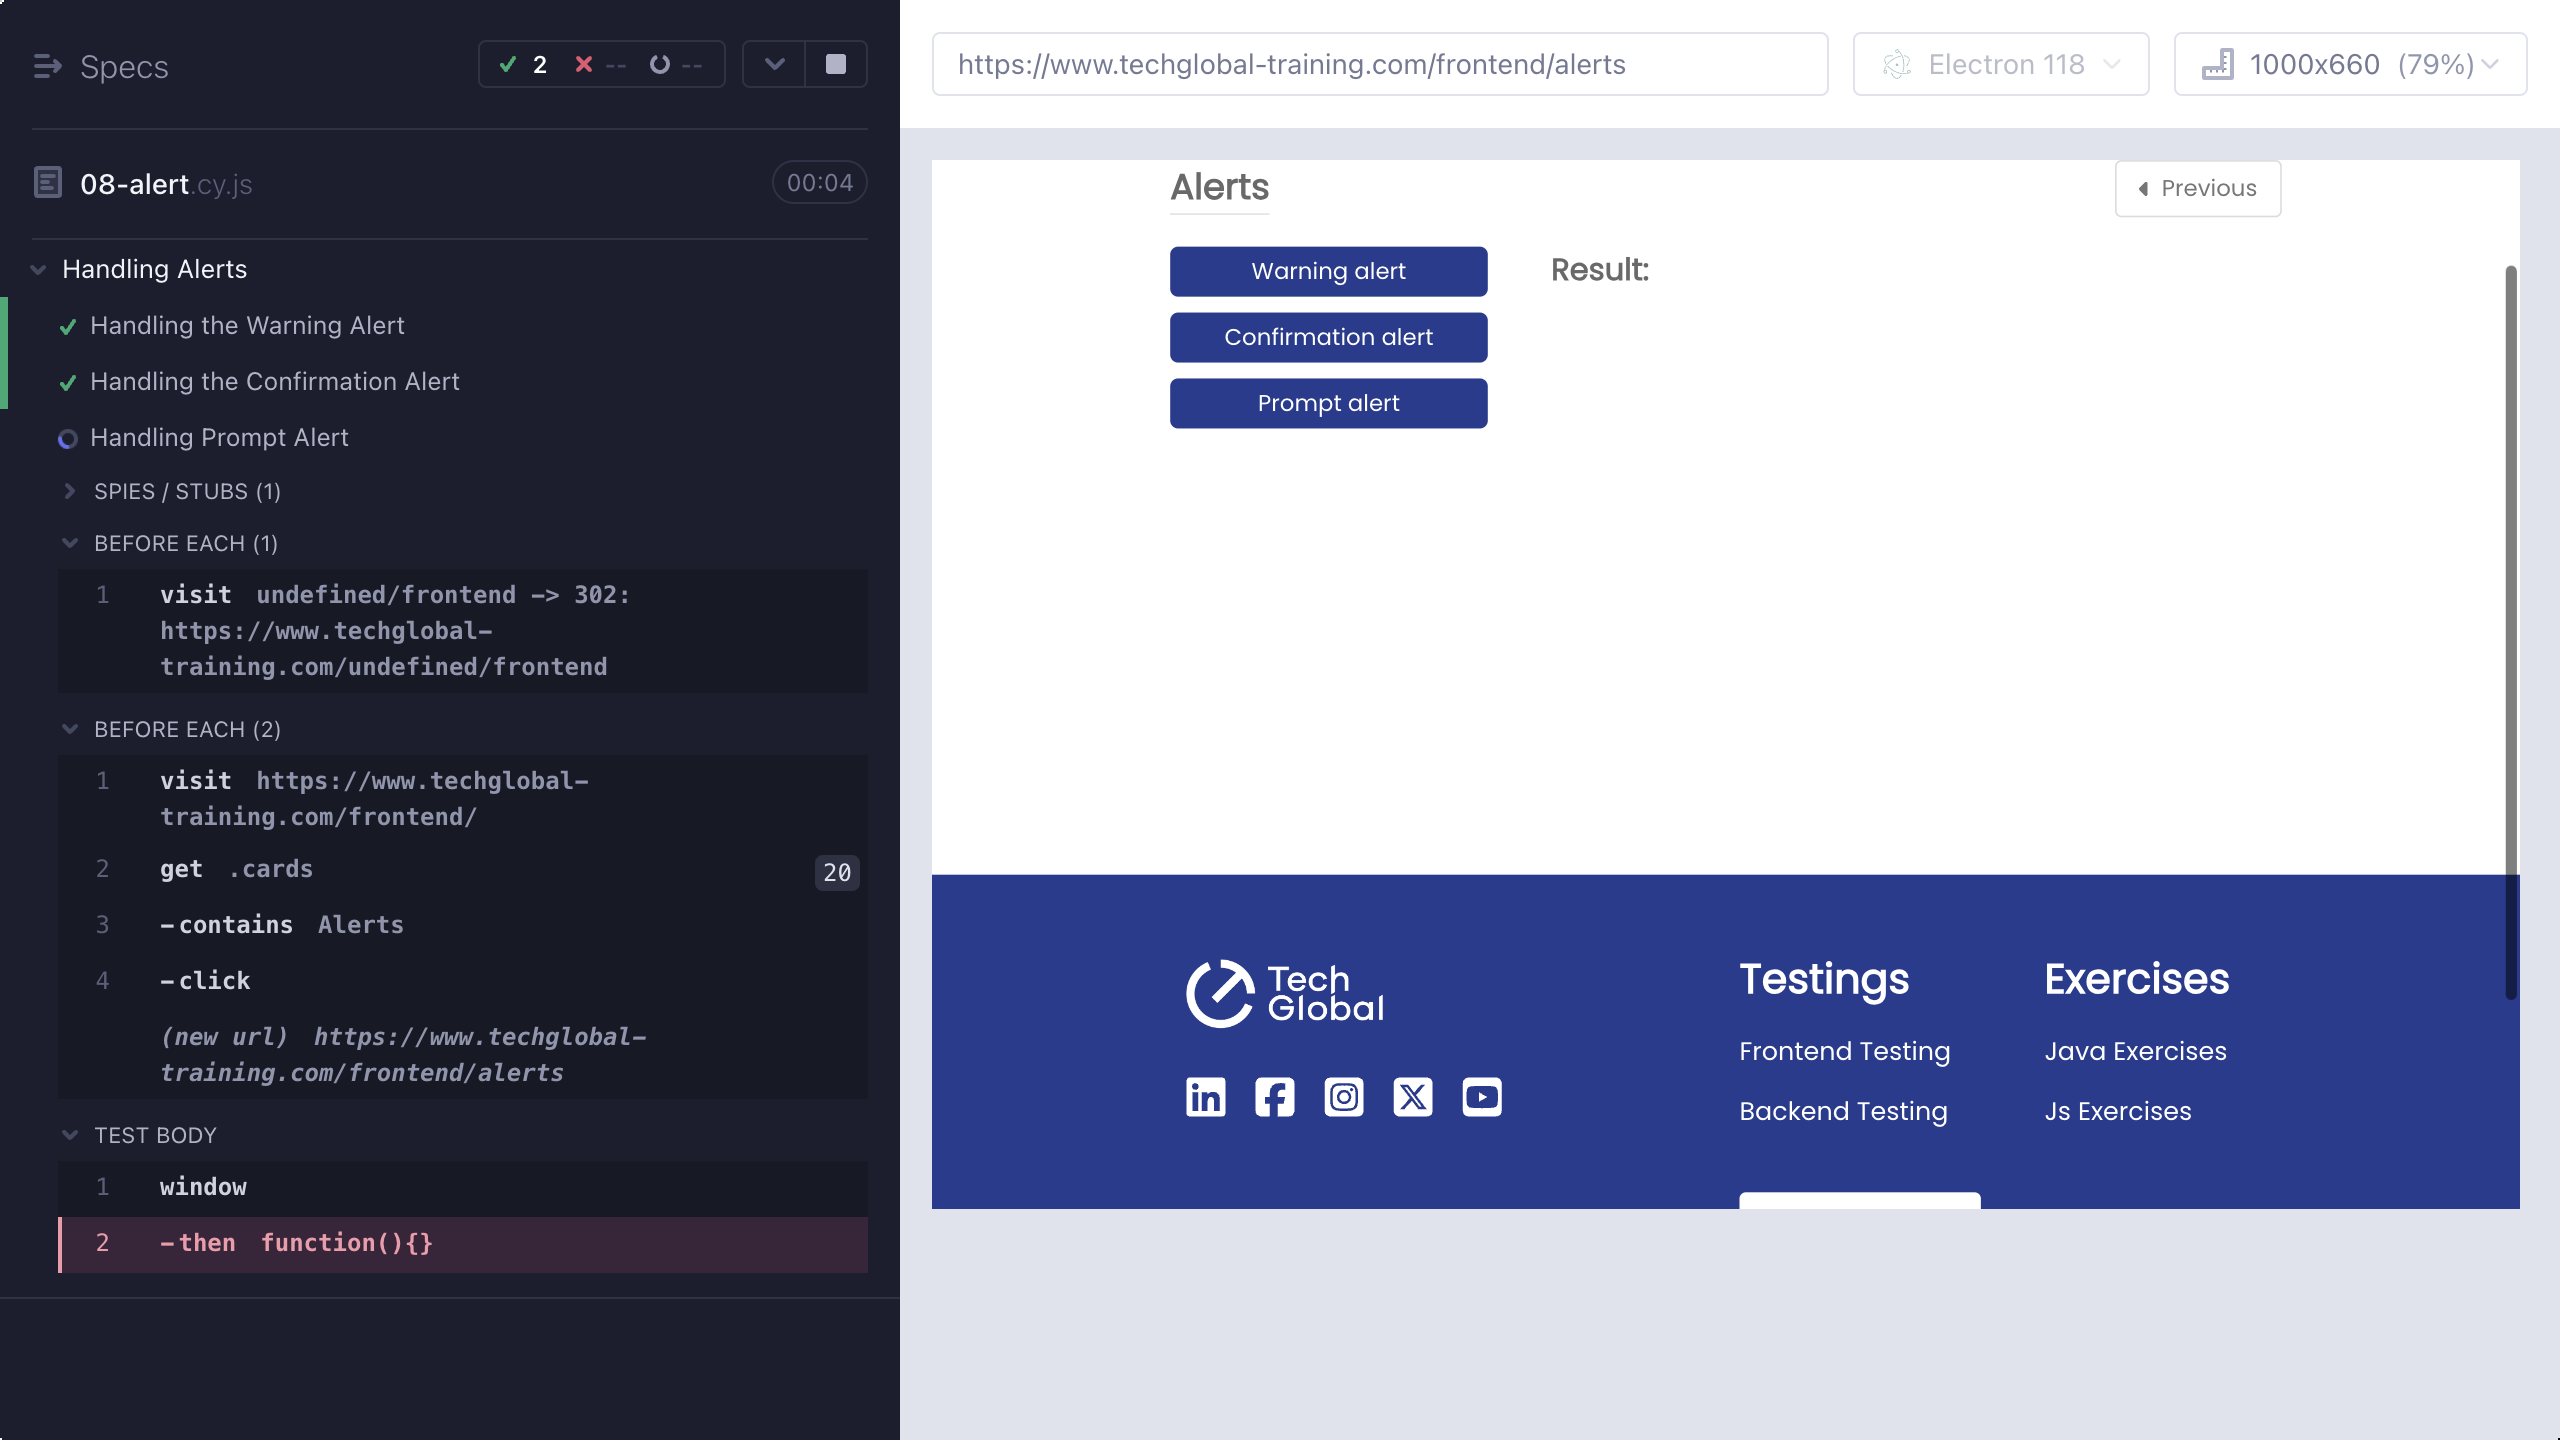 Specs
2 -- --
08-alert.cy.js
00:04
Handling Alerts
Handling the Warning Alert
Handling the Confirmation Alert
Handling Prompt Alert
SPIES / STUBS (1)
BEFORE EACH (1)
1 visit undefined/frontend -> 302:
https://www.techglobal-
training.com/undefined/frontend
BEFORE EACH (2)
1 visit https://www.techglobal-
training.com/frontend/
2 get .cards 20
3 -contains Alerts
4 -click
(new url) https://www.techglobal-
training.com/frontend/alerts
TEST BODY
1 window
2 -then function(){}
https://www.techglobal-training.com/frontend/alerts
Electron 118
1000x660 (79%)
Alerts
Previous
Warning alert
Result:
Confirmation alert
Prompt alert
Tech
Global
Testings
Frontend Testing
Backend Testing
Exercises
Java Exercises
Js Exercises